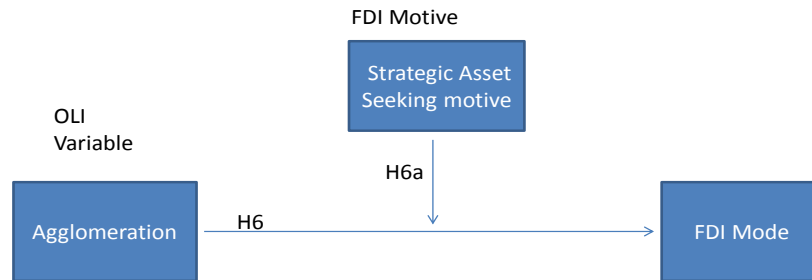 FDI Motive
Strategic Asset
Seeking motive
OLI
Variable
H6a
Agglomeration
H6
FDI Mode